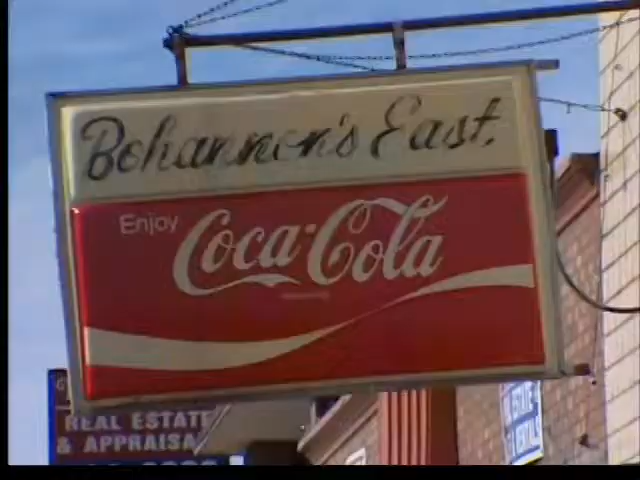 Bohannon's East.
Enjoy
Coca-Cola
REAL ESTATE
& APPRAISA